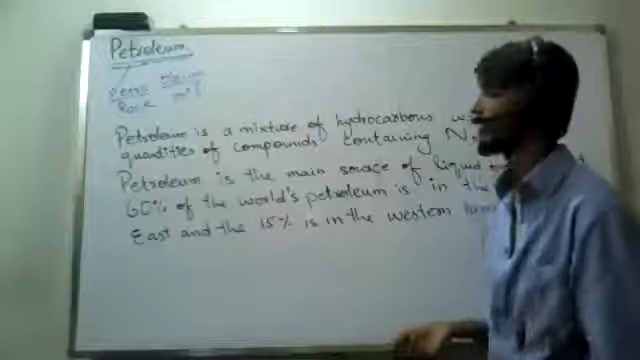 Petroleum
Petra Oleum
Rock oil
Petroleum is a mixture of hydrocarbons
quantities of compounds containing N,
Petroleum is the main source of liquid
60% of the world's petroleum is in the
East and the 15% is in the western